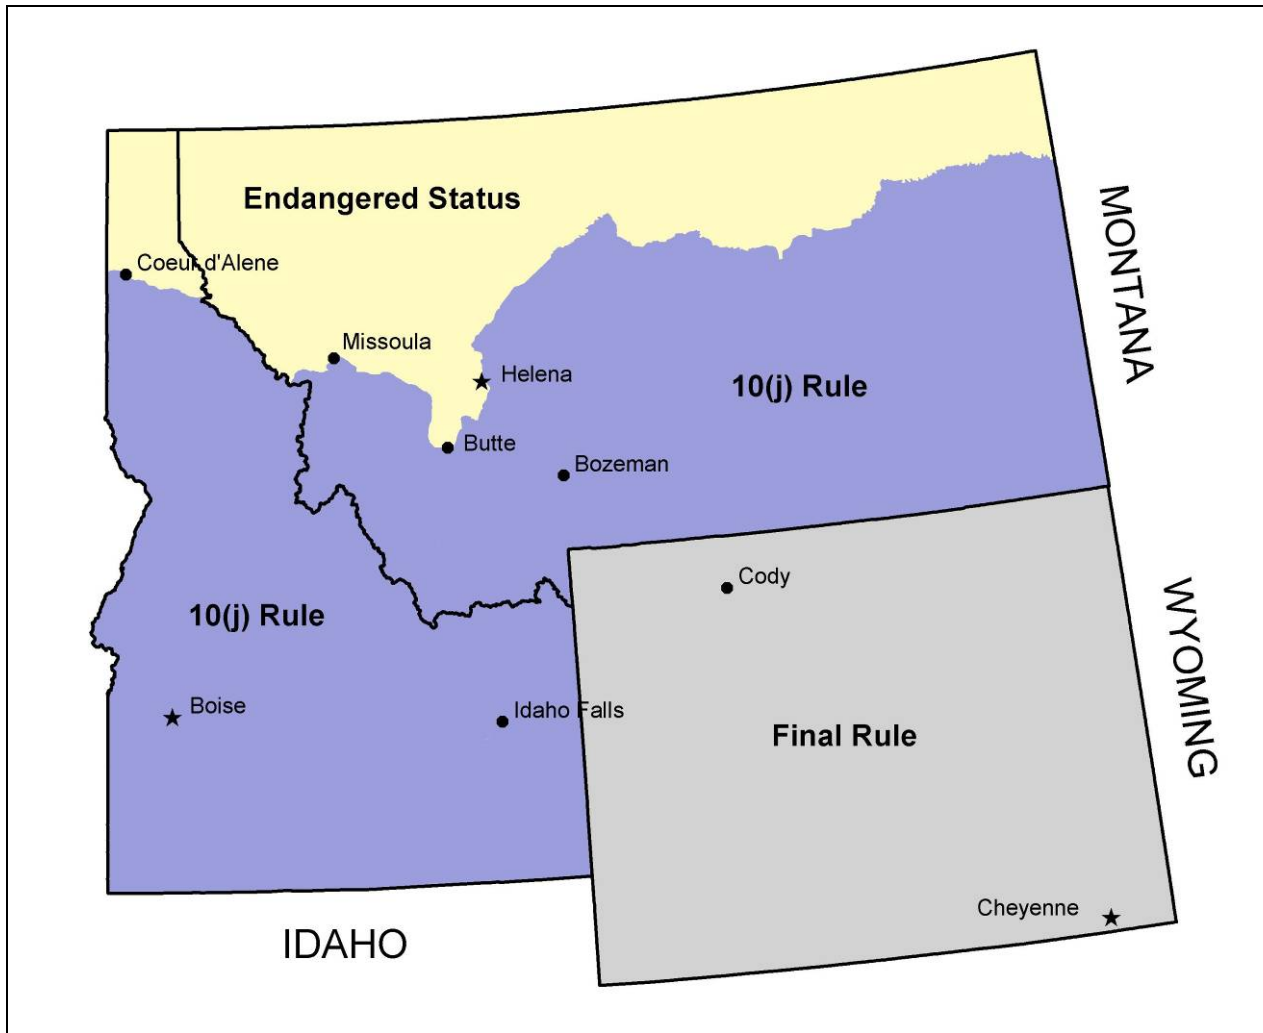 Endangered Status
MONTANA
Coeur d'Alene
Missoula
Helena
10(j) Rule
Butte
Bozeman
Cody
WYOMING
10(j) Rule
Boise
Idaho Falls
Final Rule
Cheyenne
IDAHO